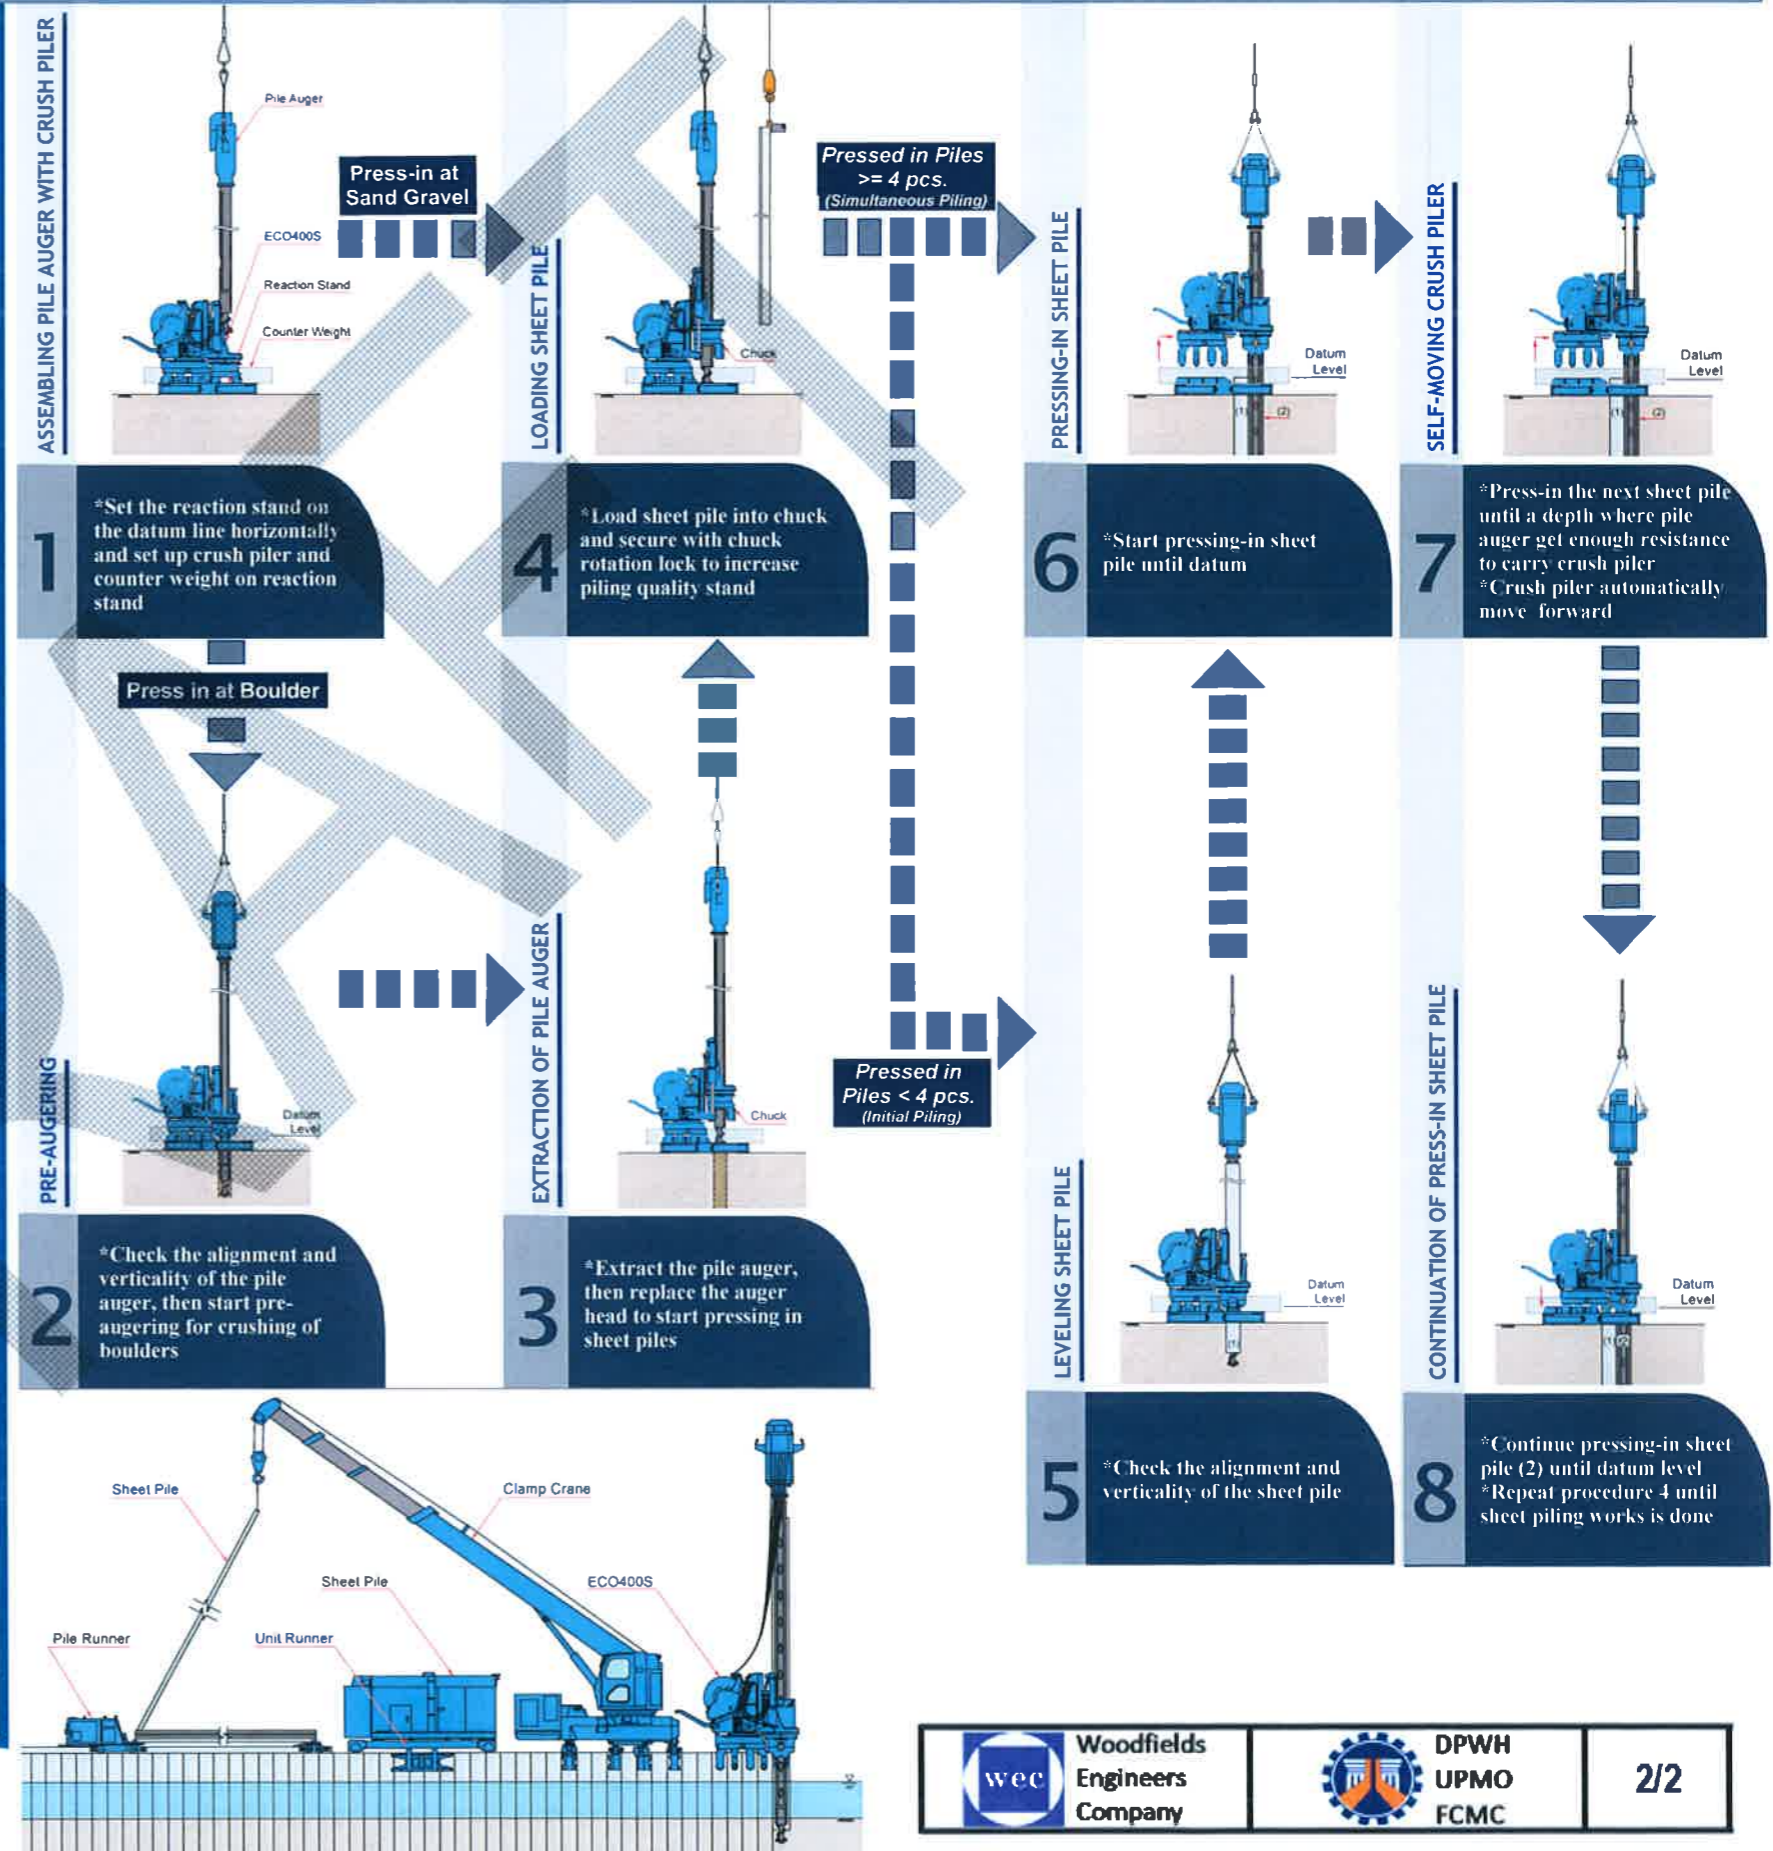 ASSEMBLING PILE AUGER WITH CRUSH PILER
Pile Auger
ECO400S
Reaction Stand
Counter Weight
1
*Set the reaction stand on
the datum line horizontally
and set up crush piler and
counter weight on reaction
stand
Press-in at
Sand Gravel
Press in at Boulder
PRE-AUGERING
Datum
Level
2
*Check the alignment and
verticality of the pile
auger, then start pre-
augering for crushing of
boulders
EXTRACTION OF PILE AUGER
Chuck
3
*Extract the pile auger,
then replace the auger
head to start pressing in
sheet piles
LOADING SHEET PILE
Chuck
4
*Load sheet pile into chuck
and secure with chuck
rotation lock to increase
piling quality stand
Pressed in Piles
>= 4 pcs.
(Simultaneous Piling)
Pressed in
Piles < 4 pcs.
(Initial Piling)
LEVELING SHEET PILE
Datum
Level
(1)
5
*Check the alignment and
verticality of the sheet pile
PRESSING-IN SHEET PILE
Datum
Level
(1)
(2)
6
*Start pressing-in sheet
pile until datum
SELF-MOVING CRUSH PILER
Datum
Level
(1)
(2)
7
*Press-in the next sheet pile
until a depth where pile
auger get enough resistance
to carry crush piler
*Crush piler automatically
move forward
CONTINUATION OF PRESS-IN SHEET PILE
Datum
Level
(1)
(2)
8
*Continue pressing-in sheet
pile (2) until datum level
*Repeat procedure 4 until
sheet piling works is done
Sheet Pile
Clamp Crane
Sheet Pile
ECO400S
Pile Runner
Unit Runner
wec
Woodfields
Engineers
Company
DPWH
UPMO
FCMC
2/2